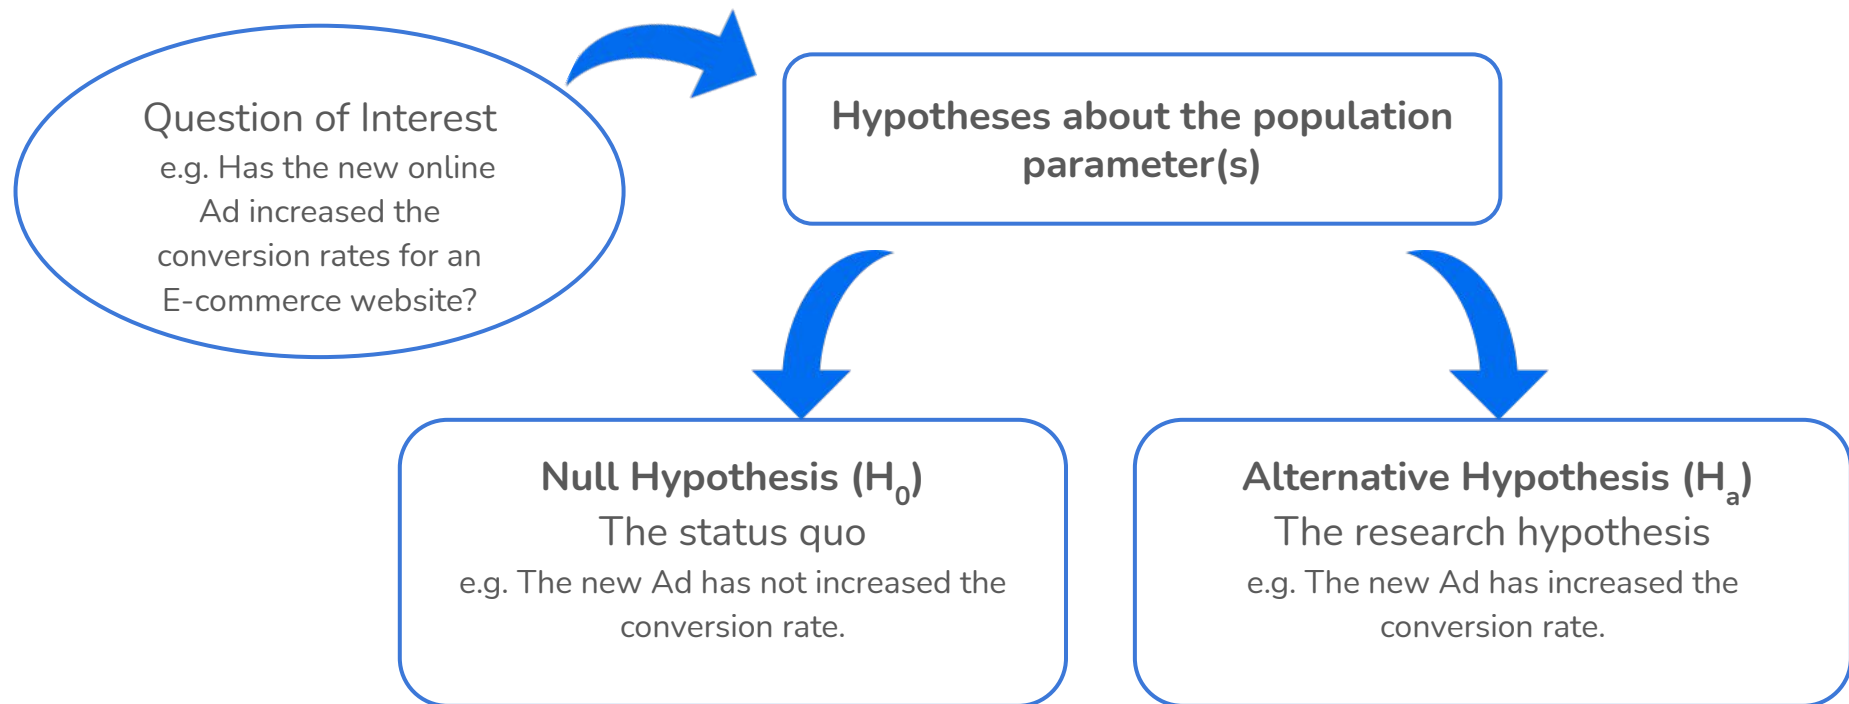 Question of Interest
e.g. Has the new online
Ad increased the
conversion rates for an
E-commerce website?
Hypotheses about the population
parameter(s)
Null Hypothesis (H0)
The status quo
e.g. The new Ad has not increased the
conversion rate.
Alternative Hypothesis (Ha)
The research hypothesis
e.g. The new Ad has increased the
conversion rate.